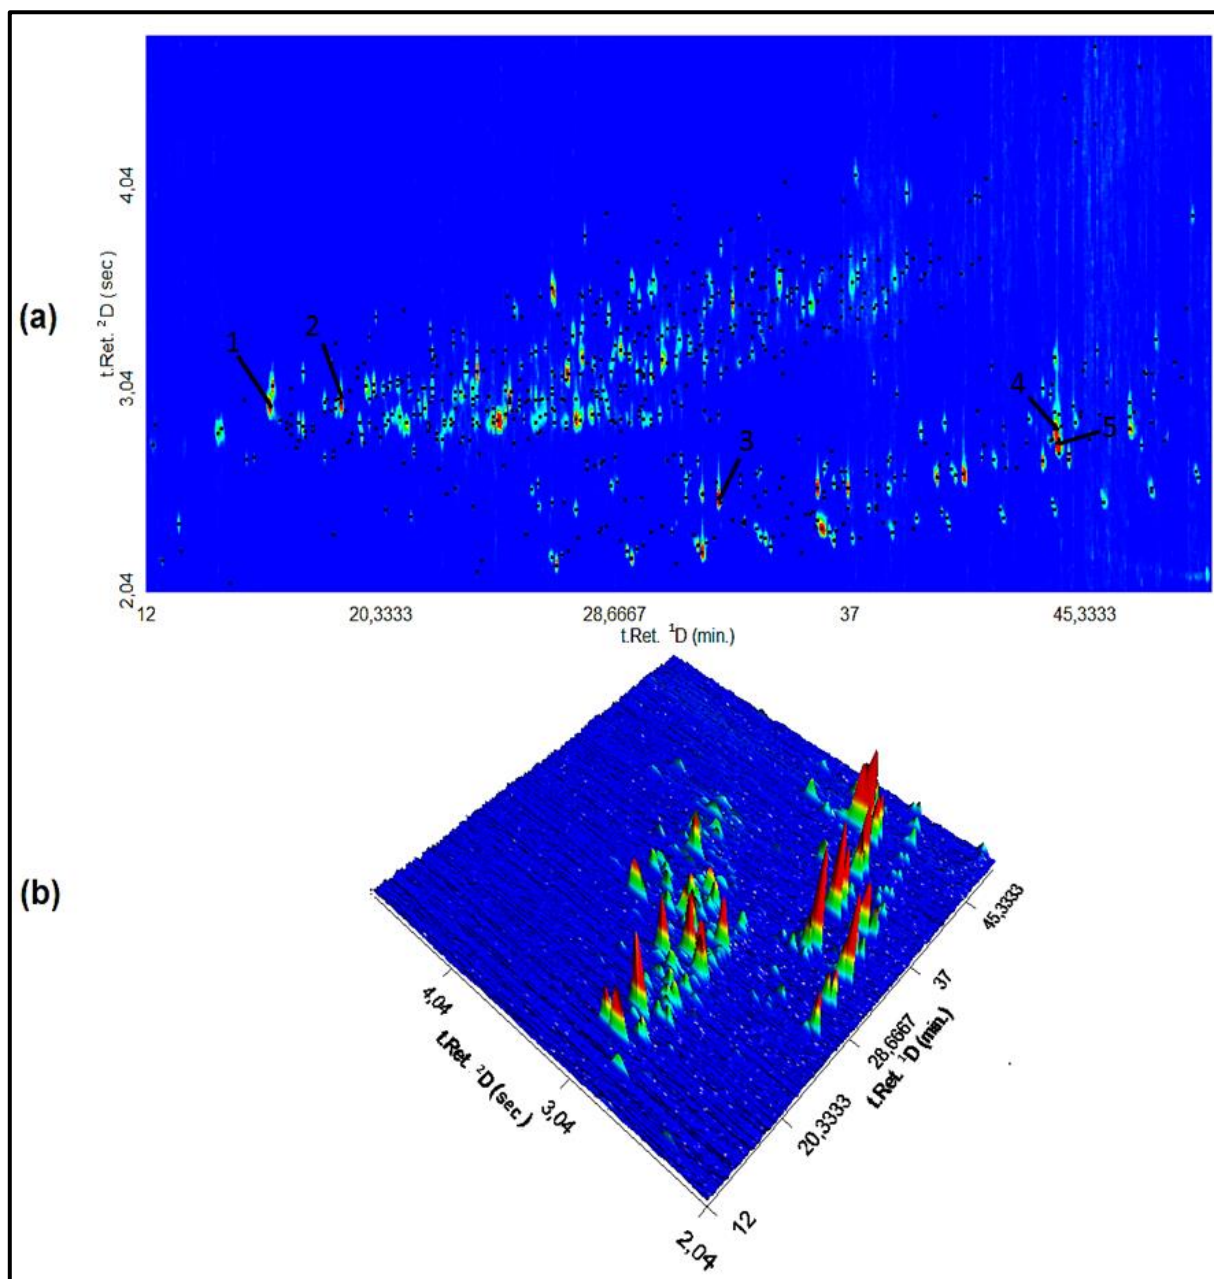 (a)
t.Ret. ²D (sec)
4,04
3,04
2,04
1
2
3
4
5
12 20,3333 28,6667 37 45,3333
t.Ret. ¹D (min.)
(b)
4,04
3,04
2,04
t.Ret. ²D (sec.)
12
20,3333
28,6667
37
45,3333
t.Ret. ¹D (min.)